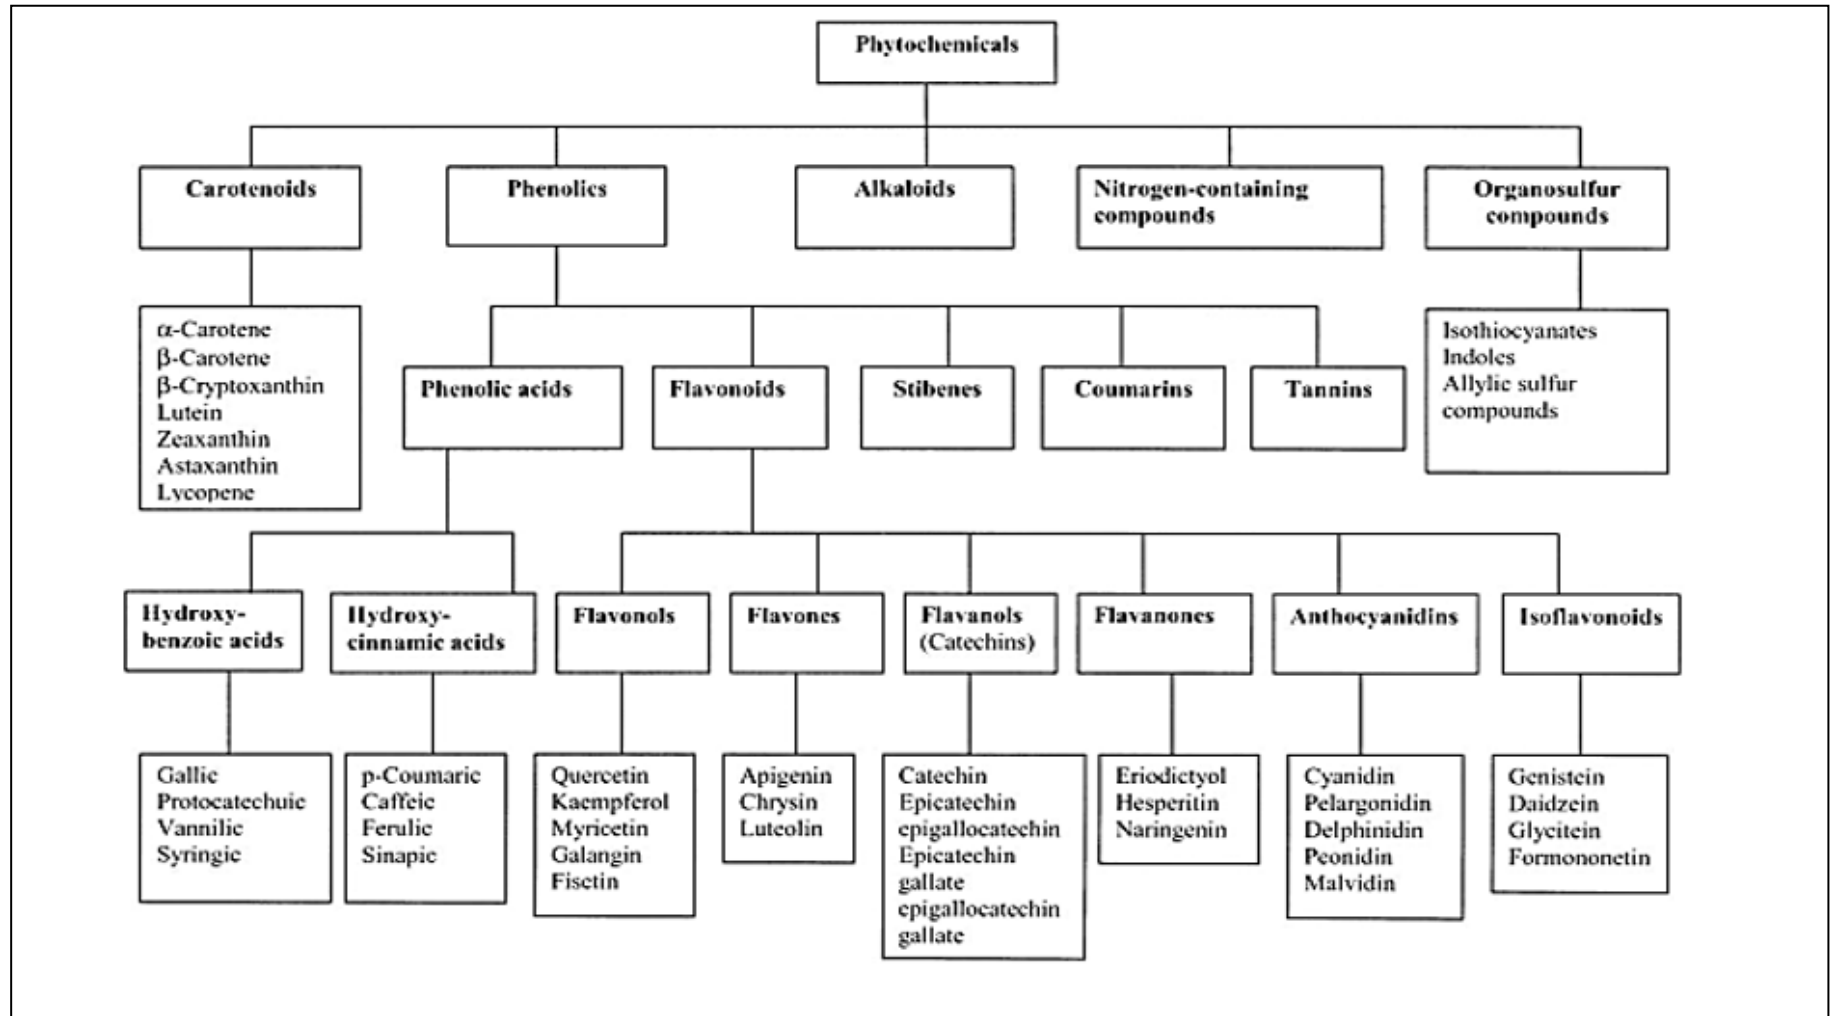 Phytochemicals
Carotenoids
Phenolics
Alkaloids
Nitrogen-containing
compounds
Organosulfur
compounds
α-Carotene
β-Carotene
β-Cryptoxanthin
Lutein
Zeaxanthin
Astaxanthin
Lycopene
Isothiocyanates
Indoles
Allylic sulfur
compounds
Phenolic acids
Flavonoids
Stibenes
Coumarins
Tannins
Hydroxy-
benzoic acids
Hydroxy-
cinnamic acids
Flavonols
Flavones
Flavanols
(Catechins)
Flavanones
Anthocyanidins
Isoflavonoids
Gallic
Protocatechuic
Vannilic
Syringic
p-Coumaric
Caffeic
Ferulic
Sinapic
Quercetin
Kaempferol
Myricetin
Galangin
Fisetin
Apigenin
Chrysin
Luteolin
Catechin
Epicatechin
epigallocatechin
Epicatechin
gallate
epigallocatechin
gallate
Eriodictyol
Hesperitin
Naringenin
Cyanidin
Pelargonidin
Delphinidin
Peonidin
Malvidin
Genistein
Daidzein
Glycitein
Formononetin